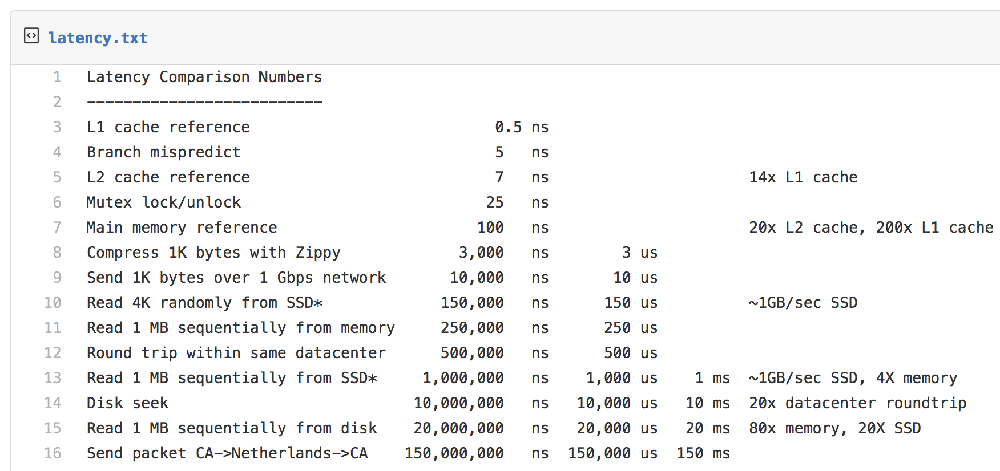 latency.txt
1 Latency Comparison Numbers
2 --------------------------
3 L1 cache reference 0.5 ns
4 Branch mispredict 5 ns
5 L2 cache reference 7 ns 14x L1 cache
6 Mutex lock/unlock 25 ns
7 Main memory reference 100 ns 20x L2 cache, 200x L1 cache
8 Compress 1K bytes with Zippy 3,000 ns 3 us
9 Send 1K bytes over 1 Gbps network 10,000 ns 10 us
10 Read 4K randomly from SSD* 150,000 ns 150 us ~1GB/sec SSD
11 Read 1 MB sequentially from memory 250,000 ns 250 us
12 Round trip within same datacenter 500,000 ns 500 us
13 Read 1 MB sequentially from SSD* 1,000,000 ns 1,000 us 1 ms ~1GB/sec SSD, 4X memory
14 Disk seek 10,000,000 ns 10,000 us 10 ms 20x datacenter roundtrip
15 Read 1 MB sequentially from disk 20,000,000 ns 20,000 us 20 ms 80x memory, 20X SSD
16 Send packet CA->Netherlands->CA 150,000,000 ns 150,000 us 150 ms